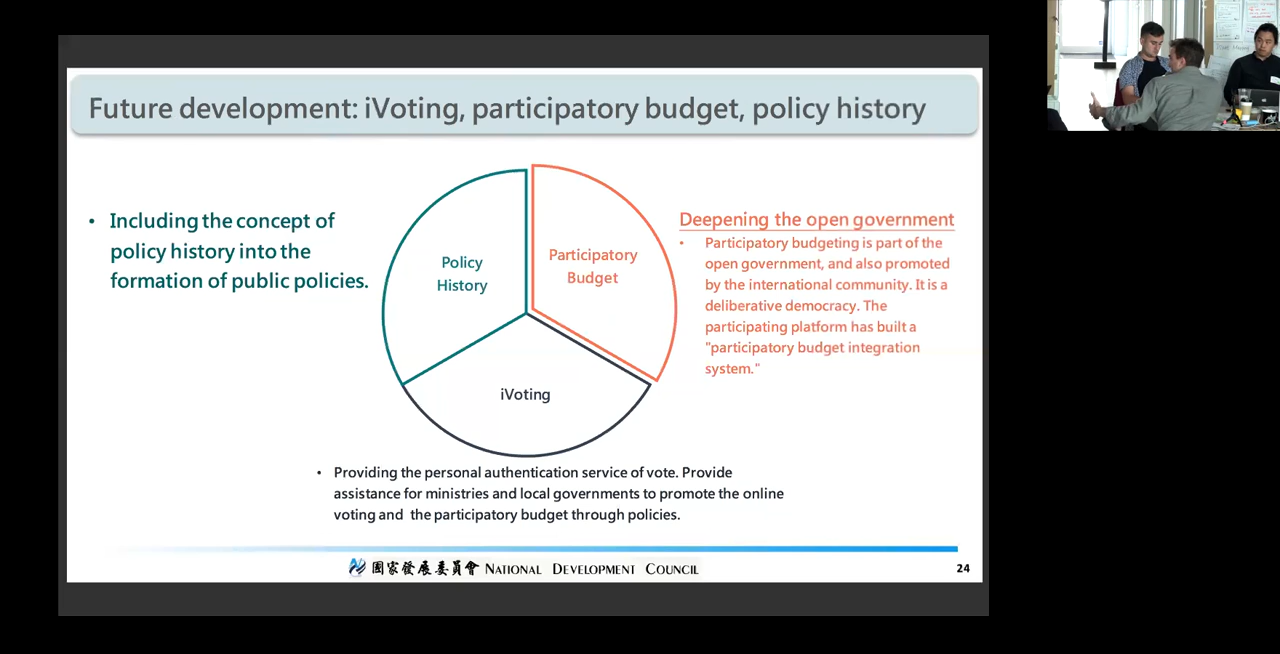 Future development: iVoting, participatory budget, policy history
• Including the concept of
policy history into the
formation of public policies.
Policy
History
Participatory
Budget
iVoting
Deepening the open government
• Participatory budgeting is part of the
open government, and also promoted
by the international community. It is a
deliberative democracy. The
participating platform has built a
"participatory budget integration
system."
• Providing the personal authentication service of vote. Provide
assistance for ministries and local governments to promote the online
voting and the participatory budget through policies.
國家發展委員會 NATIONAL DEVELOPMENT COUNCIL
24